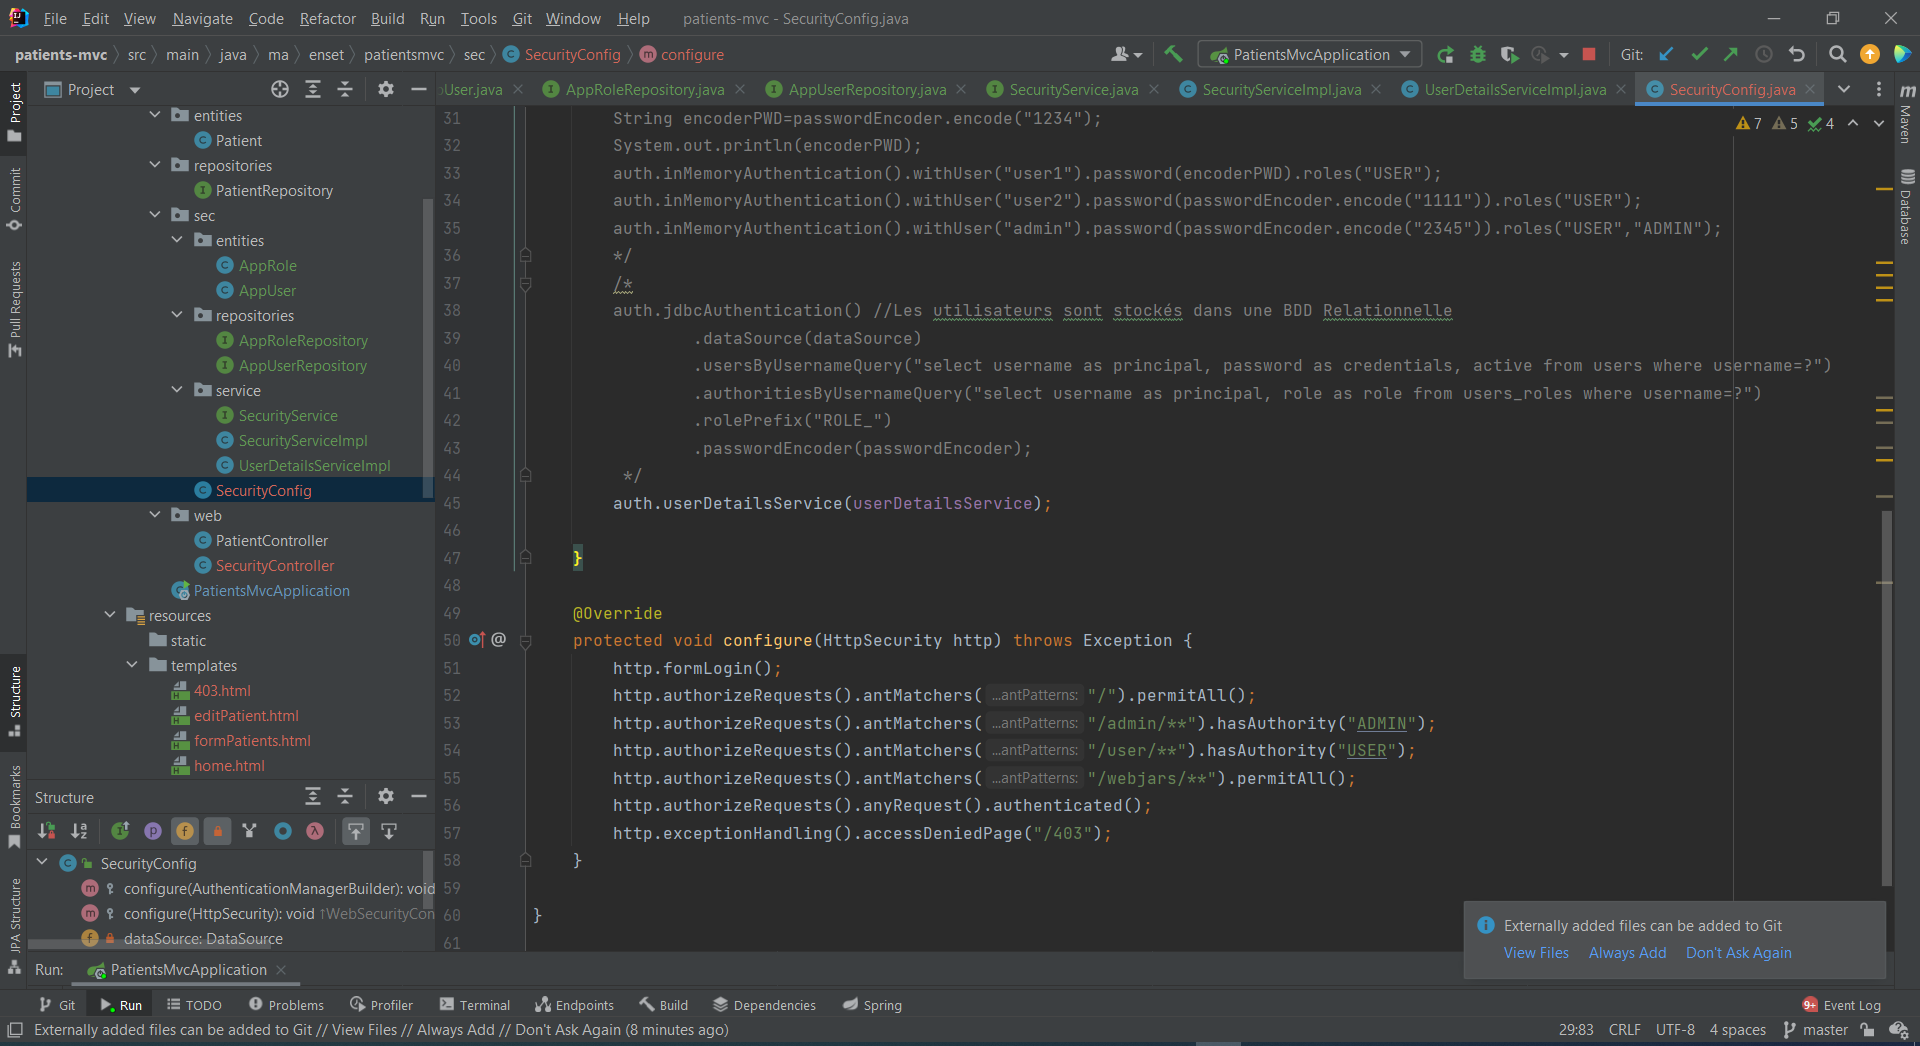 File Edit View Navigate Code Refactor Build Run Tools Git Window Help patients-mvc - SecurityConfig.java
patients-mvc src main java ma enset patientsmvc sec SecurityConfig configure PatientsMvcApplication Git:
Project
User.java AppRoleRepository.java AppUserRepository.java SecurityService.java SecurityServiceImpl.java UserDetailsServiceImpl.java SecurityConfig.java
7 5 4
Project
Commit
Pull Requests
Structure
Bookmarks
JPA Structure
Maven
Database
entities
Patient
repositories
PatientRepository
sec
entities
AppRole
AppUser
repositories
AppRoleRepository
AppUserRepository
service
SecurityService
SecurityServiceImpl
UserDetailsServiceImpl
SecurityConfig
web
PatientController
SecurityController
PatientsMvcApplication
resources
static
templates
403.html
editPatient.html
formPatients.html
home.html
Structure
SecurityConfig
configure(AuthenticationManagerBuilder): void
configure(HttpSecurity): void ↑WebSecurityCon
dataSource: DataSource
31 String encoderPWD=passwordEncoder.encode("1234");
32 System.out.println(encoderPWD);
33 auth.inMemoryAuthentication().withUser("user1").password(encoderPWD).roles("USER");
34 auth.inMemoryAuthentication().withUser("user2").password(passwordEncoder.encode("1111")).roles("USER");
35 auth.inMemoryAuthentication().withUser("admin").password(passwordEncoder.encode("2345")).roles("USER","ADMIN");
36 */
37 /*
38 auth.jdbcAuthentication() //Les utilisateurs sont stockés dans une BDD Relationnelle
39 .dataSource(dataSource)
40 .usersByUsernameQuery("select username as principal, password as credentials, active from users where username=?")
41 .authoritiesByUsernameQuery("select username as principal, role as role from users_roles where username=?")
42 .rolePrefix("ROLE_")
43 .passwordEncoder(passwordEncoder);
44 */
45 auth.userDetailsService(userDetailsService);
46
47 }
48
49 @Override
50 @ protected void configure(HttpSecurity http) throws Exception {
51 http.formLogin();
52 http.authorizeRequests().antMatchers( ...antPatterns: "/").permitAll();
53 http.authorizeRequests().antMatchers( ...antPatterns: "/admin/**").hasAuthority("ADMIN");
54 http.authorizeRequests().antMatchers( ...antPatterns: "/user/**").hasAuthority("USER");
55 http.authorizeRequests().antMatchers( ...antPatterns: "/webjars/**").permitAll();
56 http.authorizeRequests().anyRequest().authenticated();
57 http.exceptionHandling().accessDeniedPage("/403");
58 }
59
60 }
61
Externally added files can be added to Git
View Files Always Add Don't Ask Again
Run: PatientsMvcApplication
Git Run TODO Problems Profiler Terminal Endpoints Build Dependencies Spring 9+ Event Log
Externally added files can be added to Git // View Files // Always Add // Don't Ask Again (8 minutes ago) 29:83 CRLF UTF-8 4 spaces master